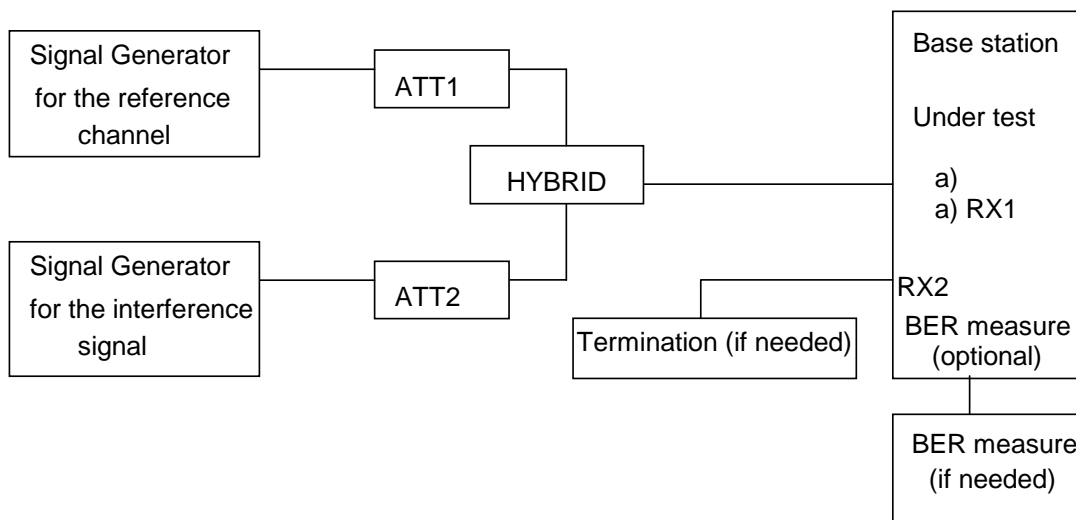 Signal Generator
for the reference
channel
ATT1
HYBRID
Signal Generator
for the interference
signal
ATT2
Termination (if needed)
Base station
Under test
a)
a) RX1
RX2
BER measure
(optional)
BER measure
(if needed)